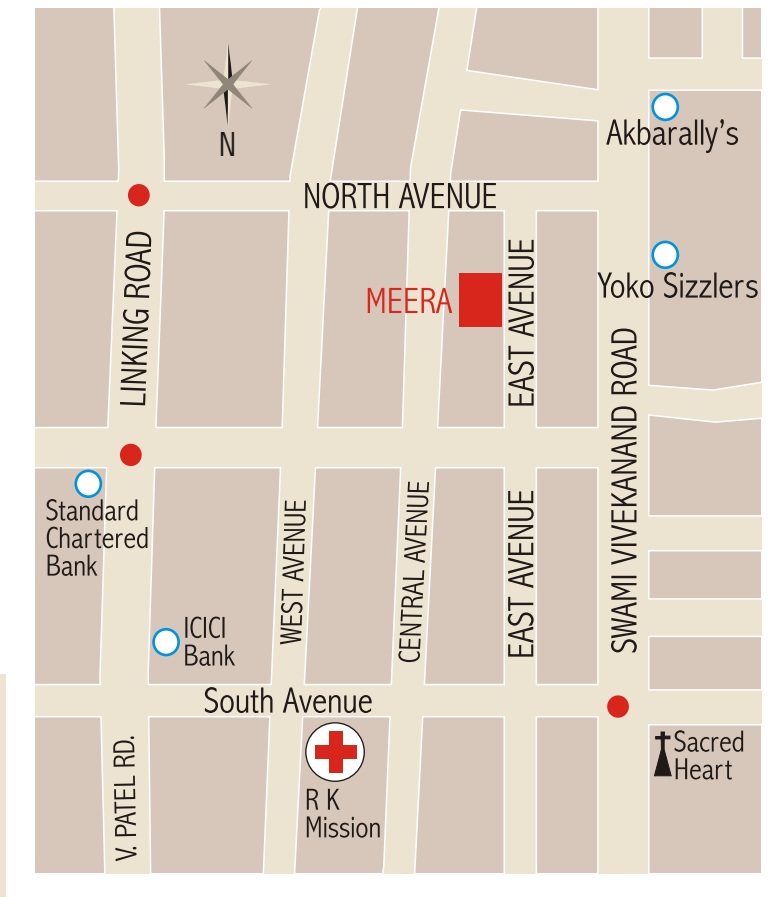 Akbarally's
N
NORTH AVENUE
LINKING ROAD
MEERA
EAST AVENUE
Yoko Sizzlers
SWAMI VIVEKANAND ROAD
Standard
Chartered
Bank
WEST AVENUE
CENTRAL AVENUE
EAST AVENUE
ICICI
Bank
South Avenue
V. PATEL RD.
R K
Mission
Sacred
Heart